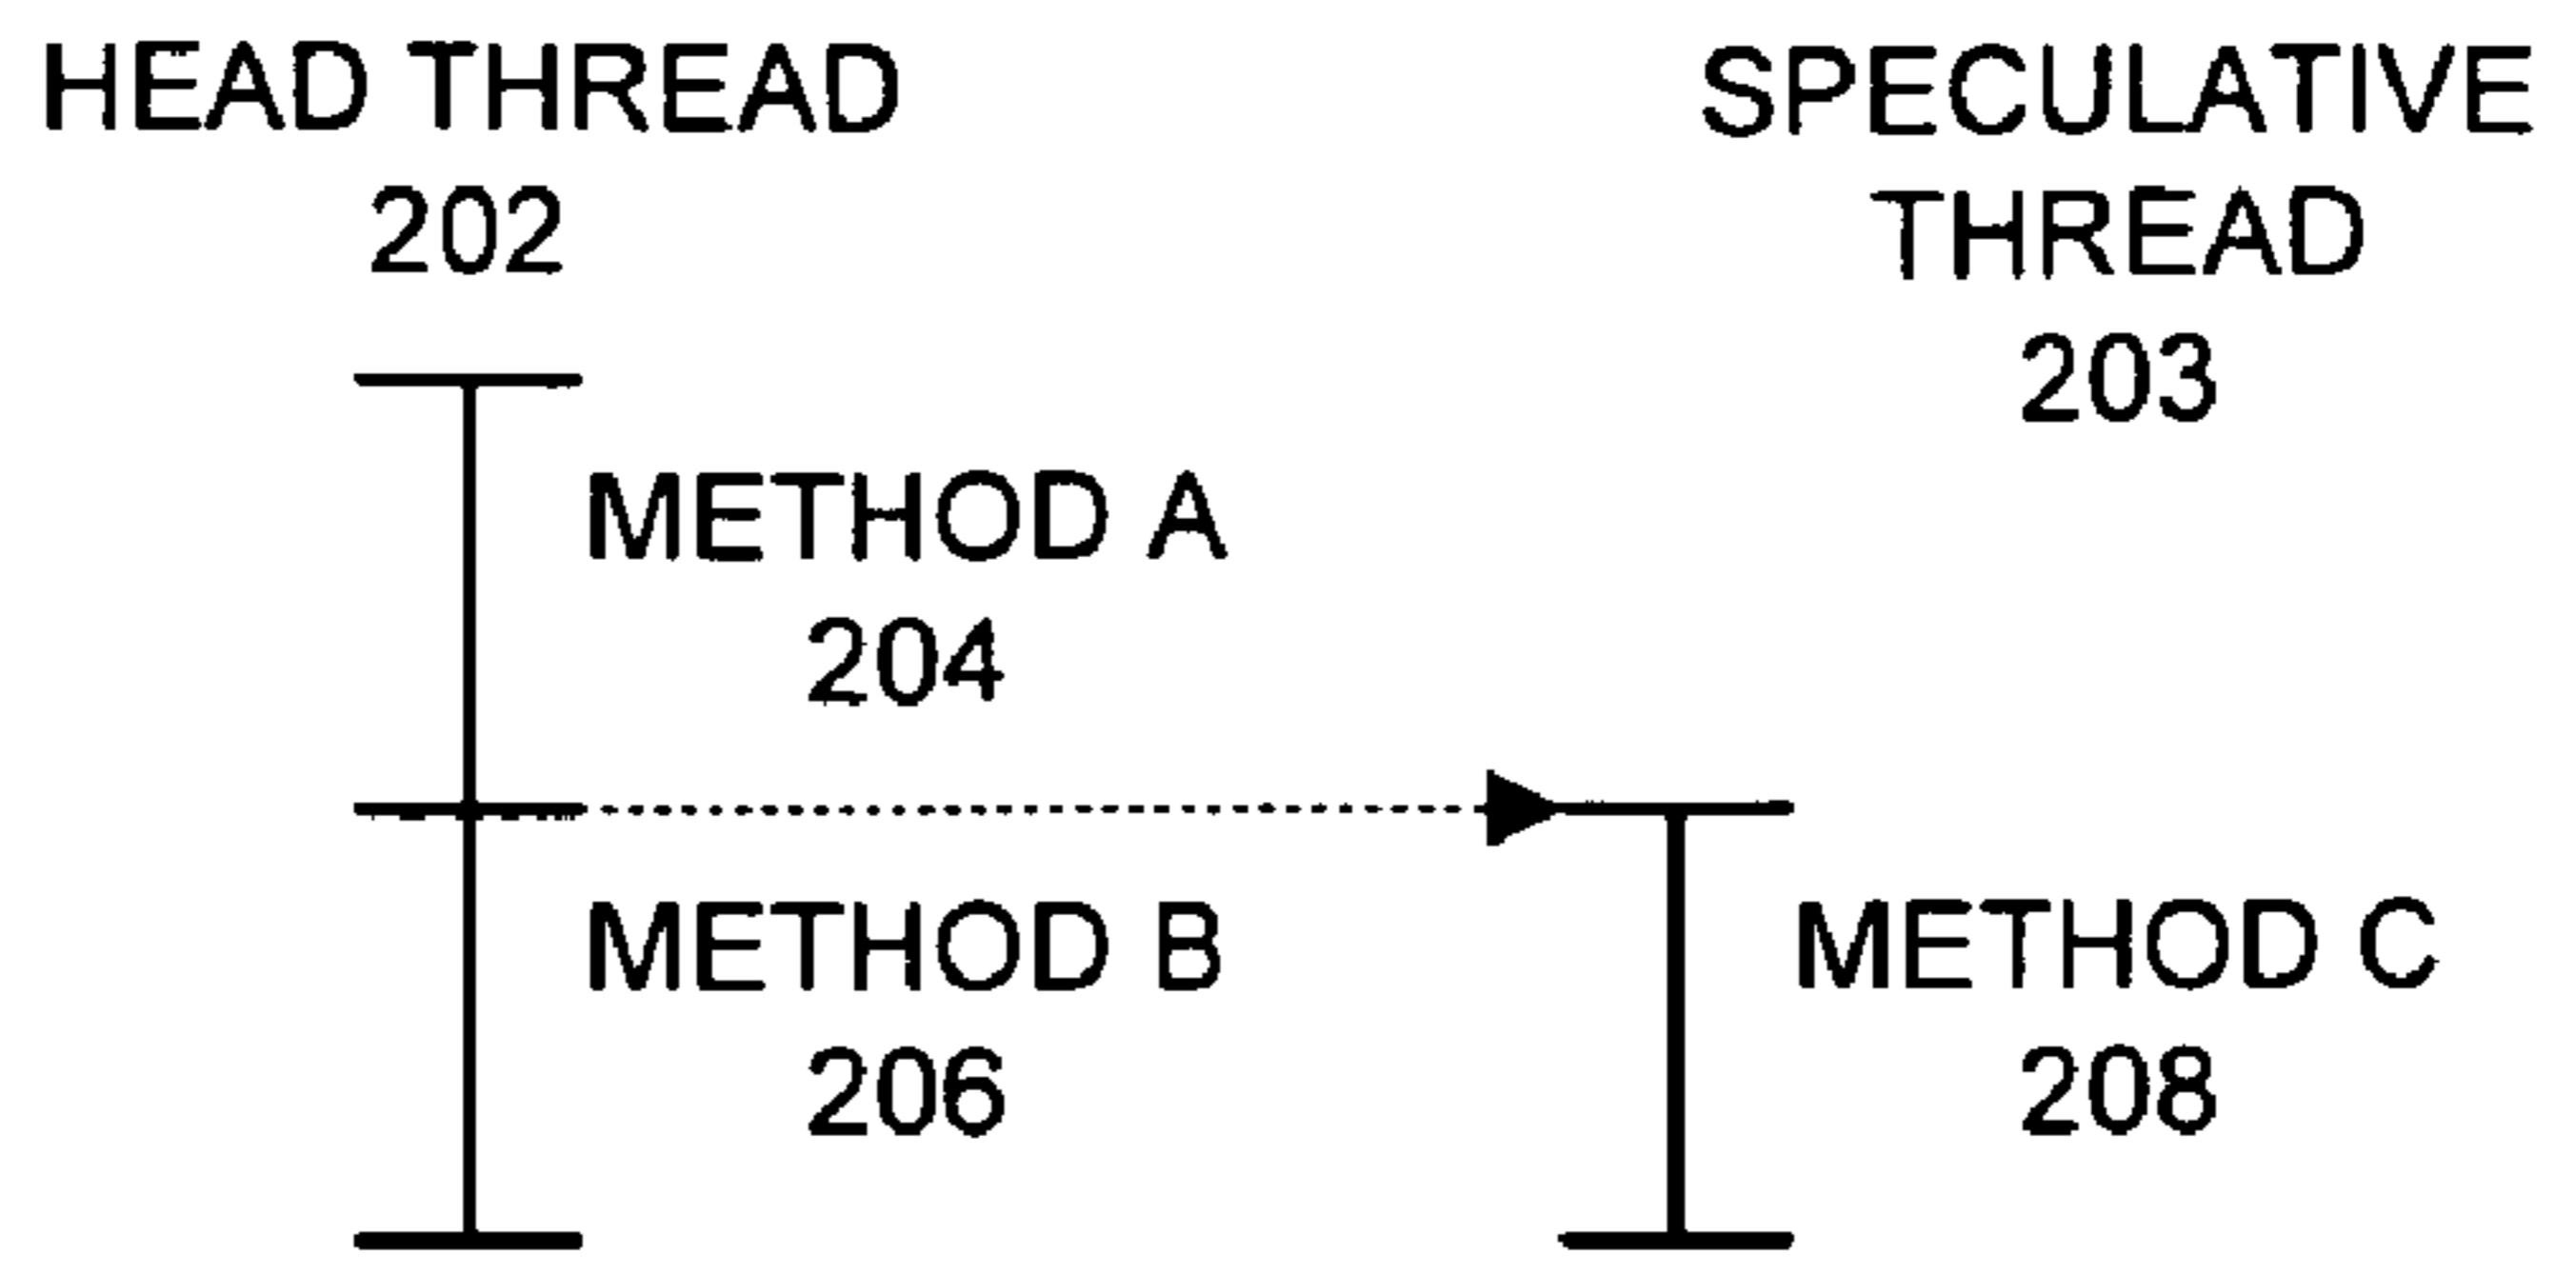 HEAD THREAD
202
SPECULATIVE
THREAD
203
METHOD A
204
METHOD B
206
METHOD C
208